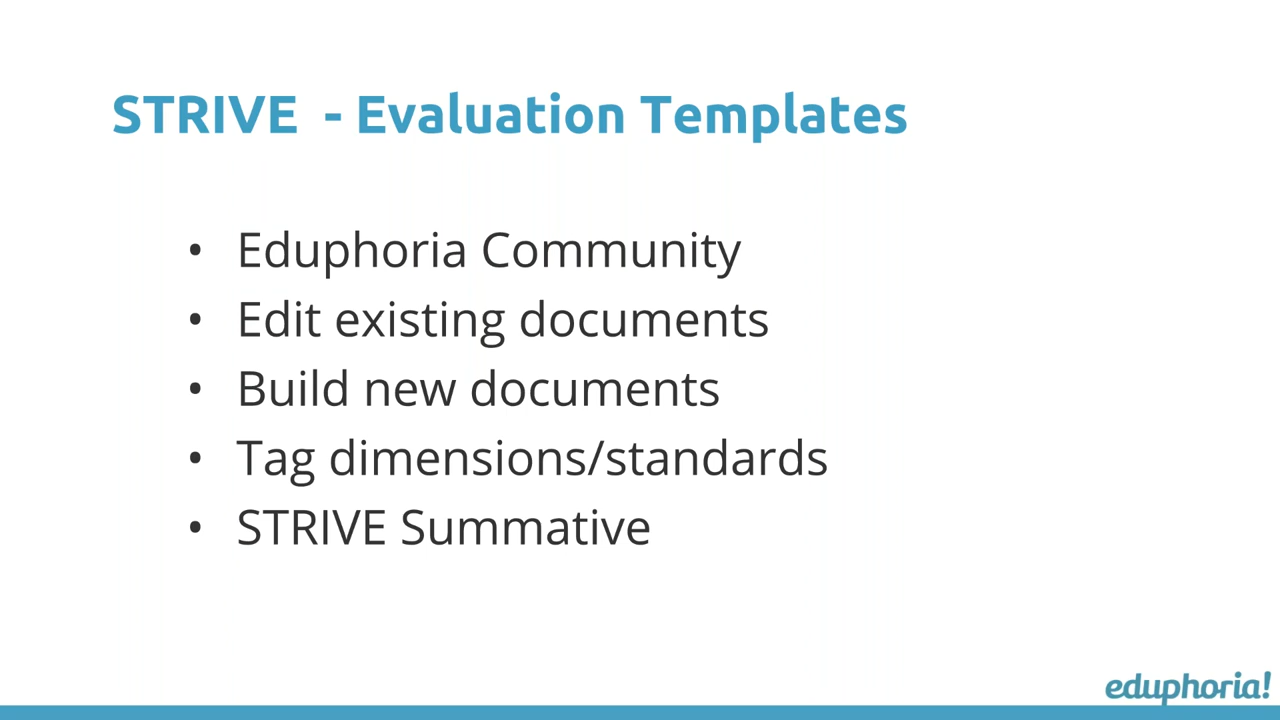 STRIVE - Evaluation Templates
• Eduphoria Community
• Edit existing documents
• Build new documents
• Tag dimensions/standards
• STRIVE Summative
eduphoria!